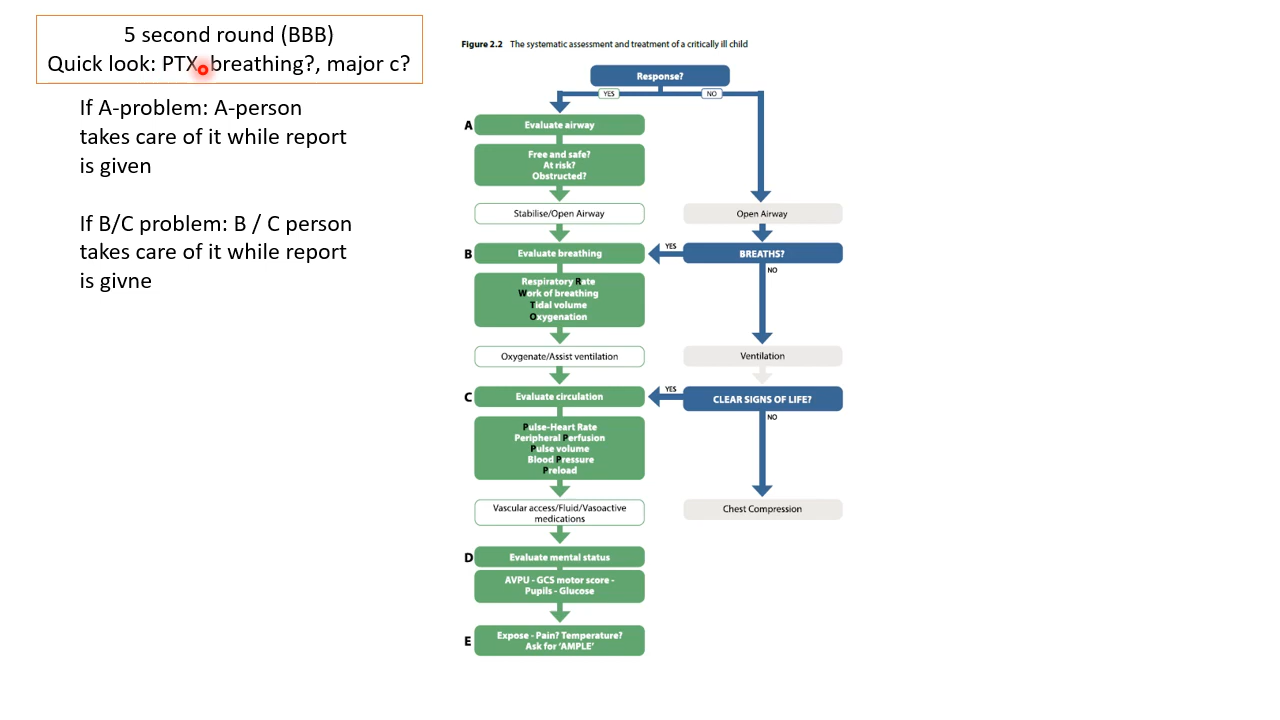 5 second round (BBB)
Quick look: PTX, breathing?, major c?
If A-problem: A-person
takes care of it while report
is given
If B/C problem: B / C person
takes care of it while report
is givne
Figure 2.2 The systematic assessment and treatment of a critically ill child
Response?
YES
NO
A
Evaluate airway
Free and safe?
At risk?
Obstructed?
Stabilise/Open Airway
Open Airway
B
Evaluate breathing
YES
BREATHS?
NO
Respiratory Rate
Work of breathing
Tidal volume
Oxygenation
Oxygenate/Assist ventilation
Ventilation
C
Evaluate circulation
YES
CLEAR SIGNS OF LIFE?
NO
Pulse-Heart Rate
Peripheral Perfusion
Pulse volume
Blood Pressure
Preload
Vascular access/Fluid/Vasoactive
medications
Chest Compression
D
Evaluate mental status
AVPU - GCS motor score -
Pupils - Glucose
E
Expose - Pain? Temperature?
Ask for 'AMPLE'